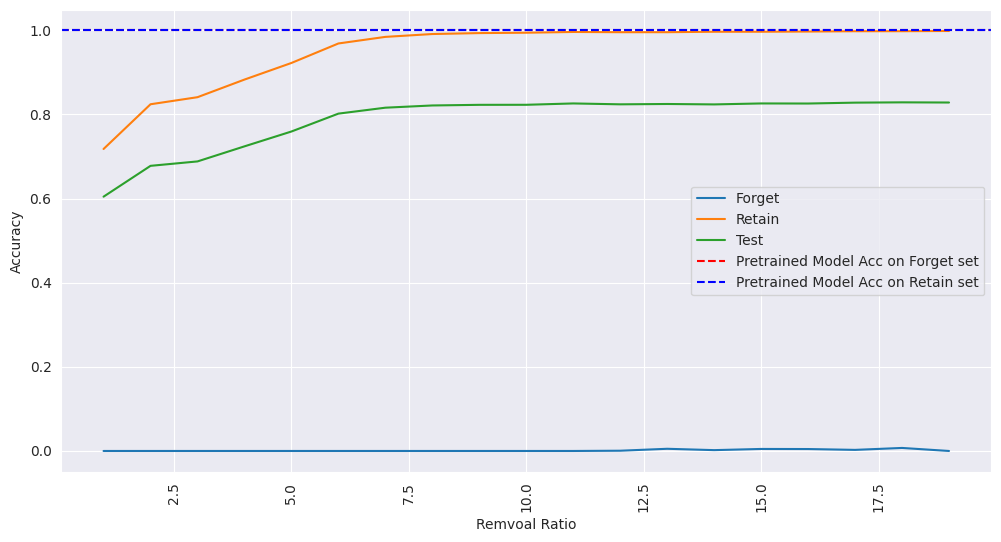 1.0
0.8
0.6
0.4
0.2
0.0
Accuracy
Forget
Retain
Test
Pretrained Model Acc on Forget set
Pretrained Model Acc on Retain set
2.5
5.0
7.5
10.0
12.5
15.0
17.5
Remvoal Ratio